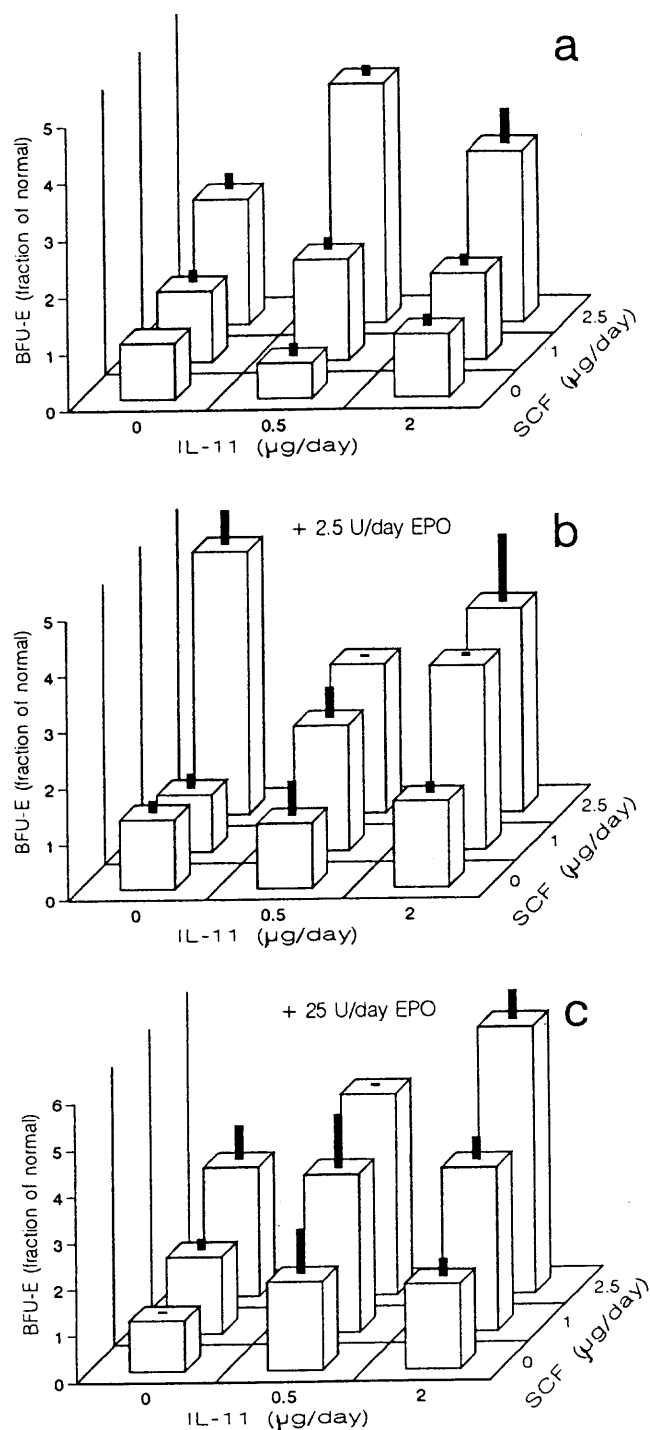 a
BFU-E (fraction of normal)
5
4
3
2
1
0
0
0.5
2
IL-11 (µg/day)
0
1
2.5
SCF (µg/day)
b
+ 2.5 U/day EPO
BFU-E (fraction of normal)
5
4
3
2
1
0
0
0.5
2
IL-11 (µg/day)
0
1
2.5
SCF (µg/day)
c
+ 25 U/day EPO
BFU-E (fraction of normal)
6
5
4
3
2
1
0
0
0.5
2
IL-11 (µg/day)
0
1
2.5
SCF (µg/day)